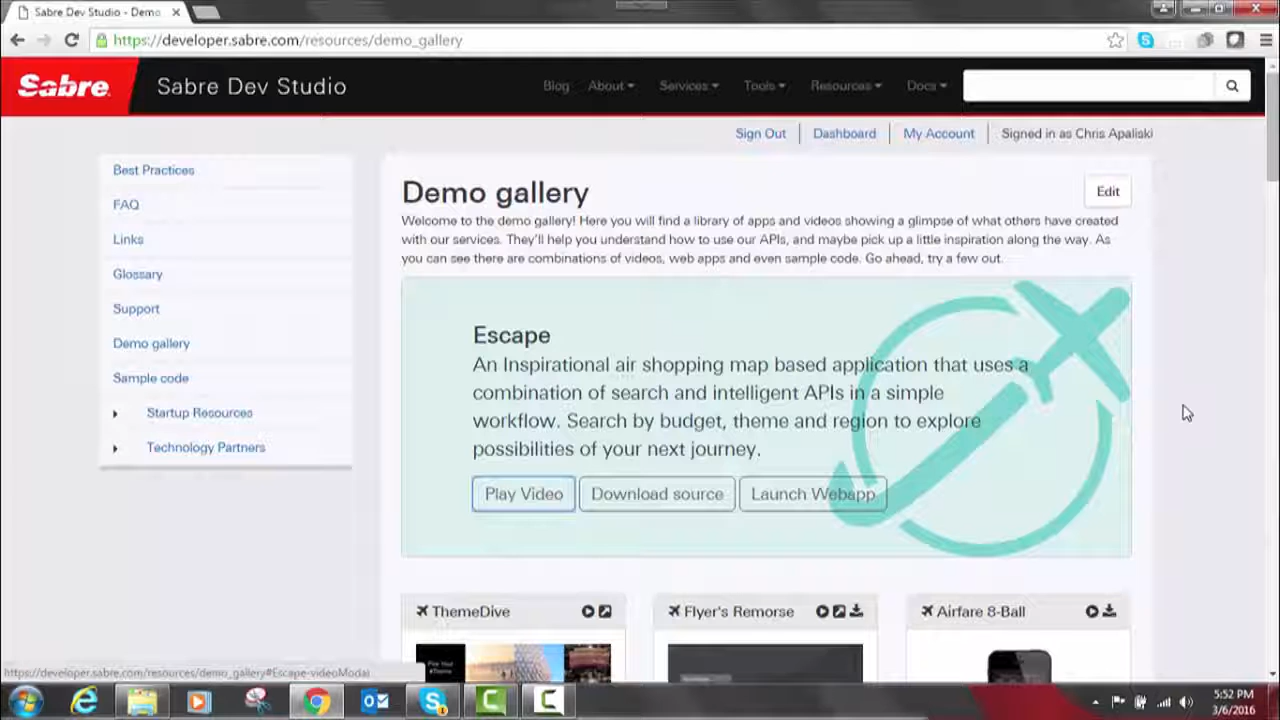 Sabre Dev Studio - Demo
https://developer.sabre.com/resources/demo_gallery
Sabre. Sabre Dev Studio Blog About Services Tools Resources Docs
Sign Out Dashboard My Account Signed in as Chris Apaliski
Best Practices
FAQ
Links
Glossary
Support
Demo gallery
Sample code
Startup Resources
Technology Partners
Demo gallery Edit
Welcome to the demo gallery! Here you will find a library of apps and videos showing a glimpse of what others have created
with our services. They'll help you understand how to use our APIs, and maybe pick up a little inspiration along the way. As
you can see there are combinations of videos, web apps and even sample code. Go ahead, try a few out.
Escape
An Inspirational air shopping map based application that uses a
combination of search and intelligent APIs in a simple
workflow. Search by budget, theme and region to explore
possibilities of your next journey.
Play Video Download source Launch Webapp
ThemeDive Flyer's Remorse Airfare 8-Ball
https://developer.sabre.com/resources/demo_gallery#Escape-videoModal
5:52 PM
3/6/2016